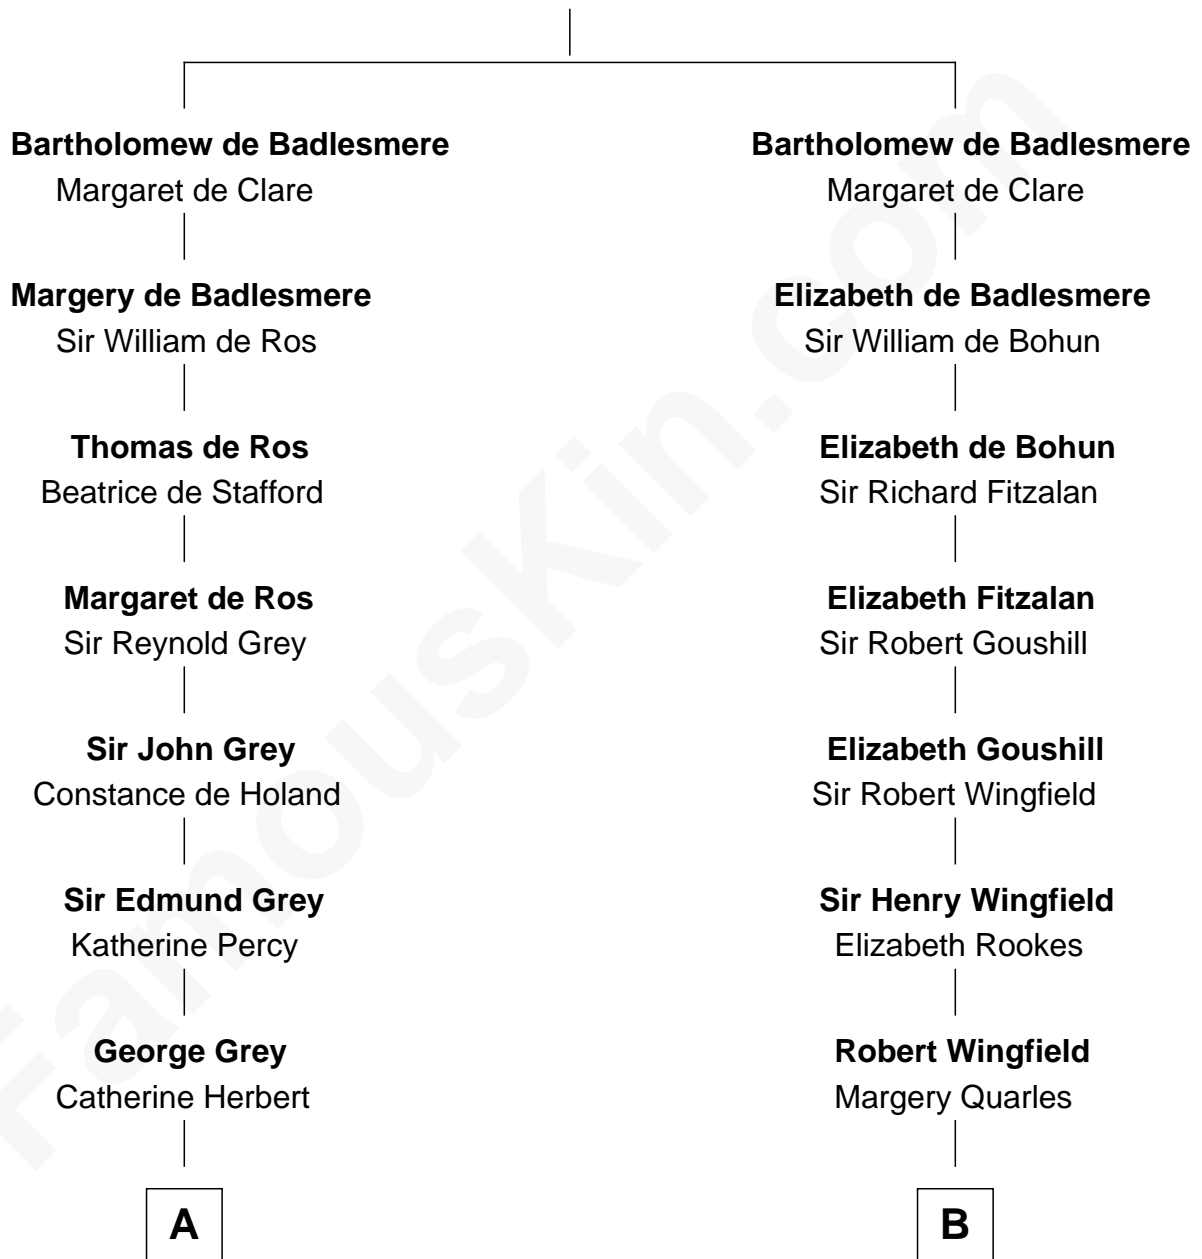 Bartholomew de Badlesmere
Margaret de Clare
Margery de Badlesmere
Sir William de Ros
Thomas de Ros
Beatrice de Stafford
Margaret de Ros
Sir Reynold Grey
Sir John Grey
Constance de Holand
Sir Edmund Grey
Katherine Percy
George Grey
Catherine Herbert
A
Bartholomew de Badlesmere
Margaret de Clare
Elizabeth de Badlesmere
Sir William de Bohun
Elizabeth de Bohun
Sir Richard Fitzalan
Elizabeth Fitzalan
Sir Robert Goushill
Elizabeth Goushill
Sir Robert Wingfield
Sir Henry Wingfield
Elizabeth Rookes
Robert Wingfield
Margery Quarles
B
FamousKin.com